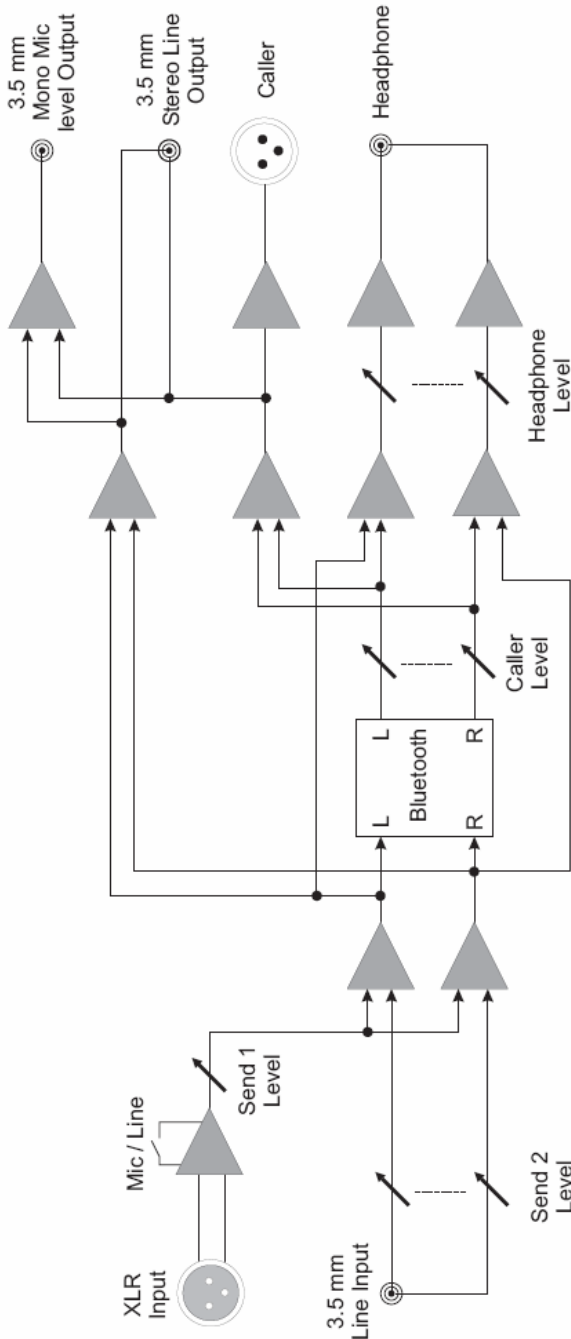 XLR
Input
Mic / Line
Send 1
Level
3.5 mm
Line Input
Send 2
Level
L
L
Bluetooth
R
R
Caller
Level
Headphone
Level
3.5 mm
Mono Mic
level Output
3.5 mm
Stereo Line
Output
Caller
Headphone